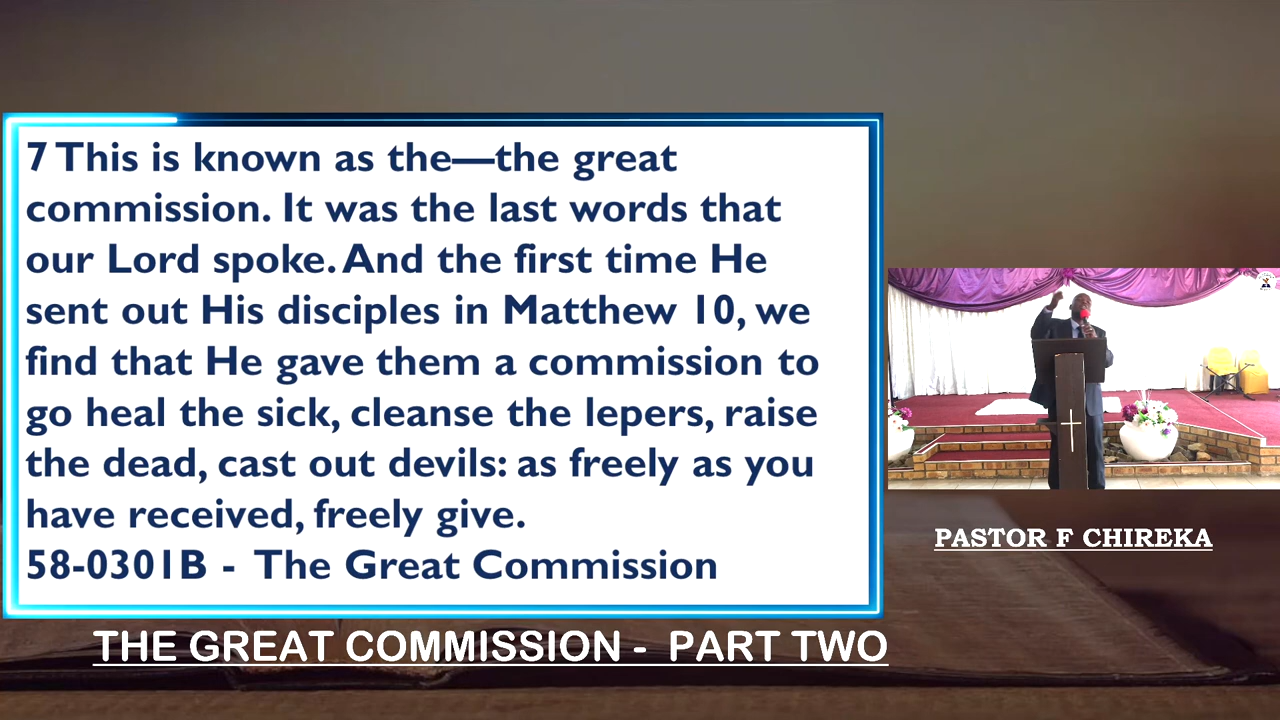 7 This is known as the—the great
commission. It was the last words that
our Lord spoke. And the first time He
sent out His disciples in Matthew 10, we
find that He gave them a commission to
go heal the sick, cleanse the lepers, raise
the dead, cast out devils: as freely as you
have received, freely give.
58-0301B - The Great Commission
THE GREAT COMMISSION - PART TWO
PASTOR F CHIREKA